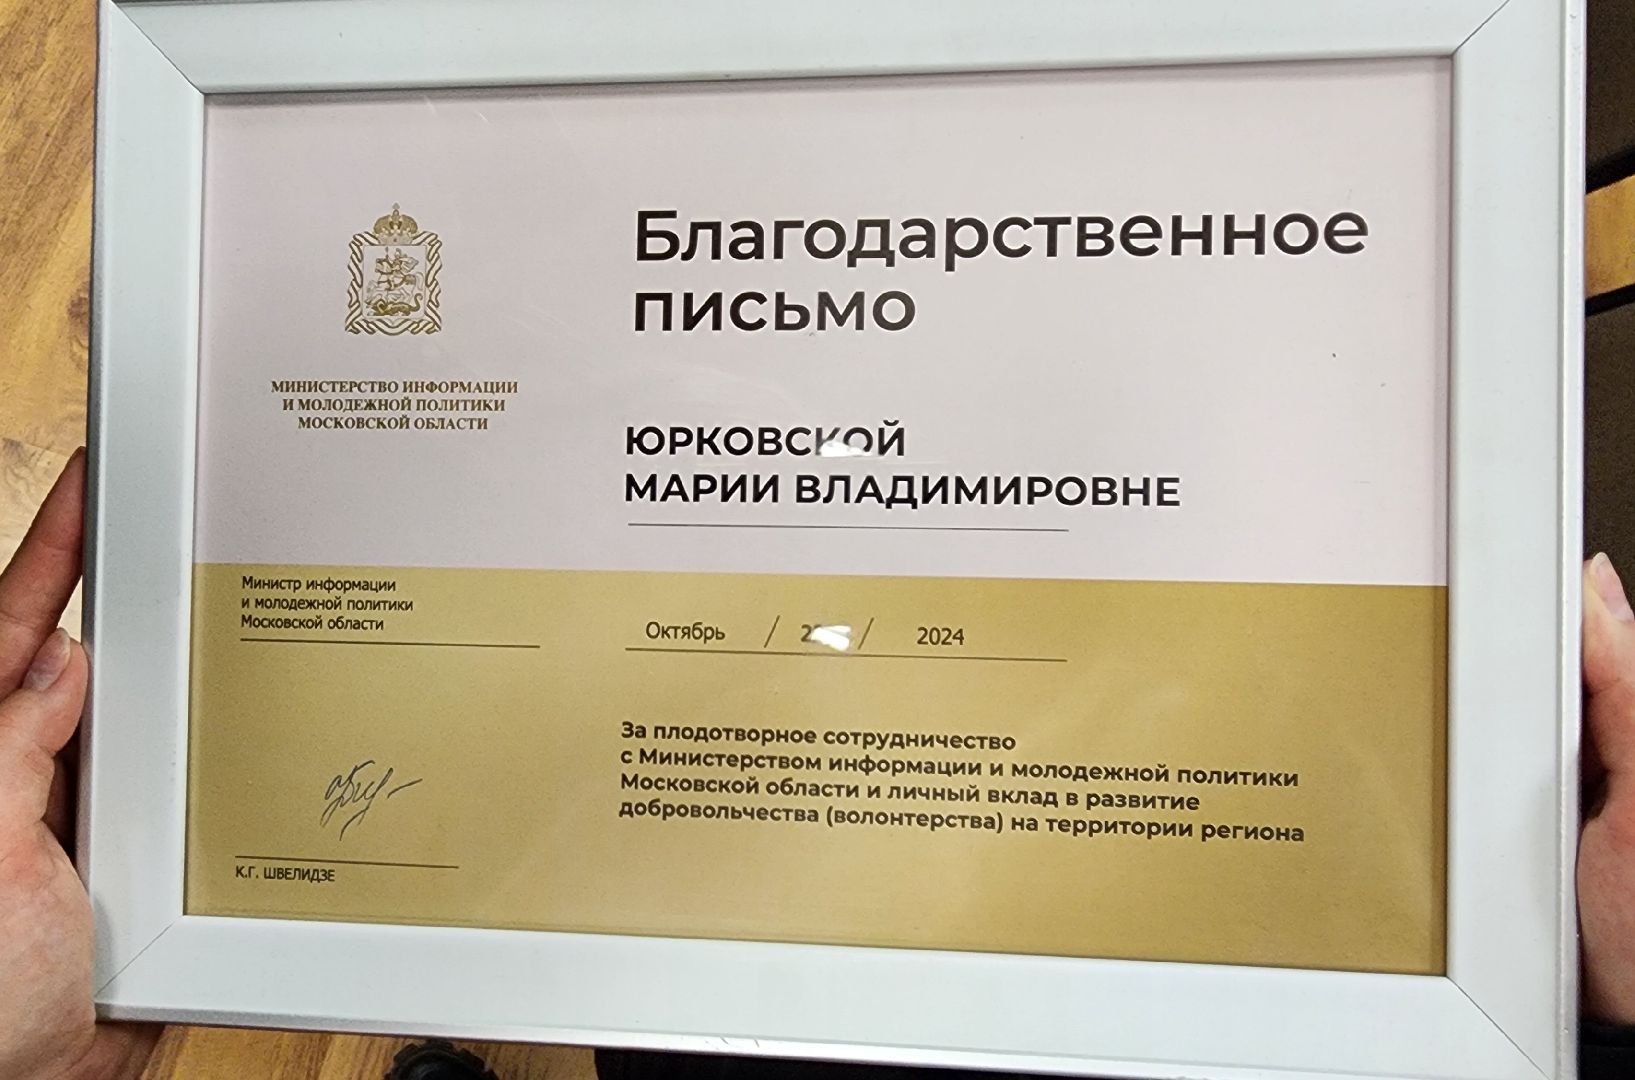 Благодарственное
письмо
МИНИСТЕРСТВО ИНФОРМАЦИИ
И МОЛОДЕЖНОЙ ПОЛИТИКИ
МОСКОВСКОЙ ОБЛАСТИ
ЮРКОВСКОЙ
МАРИИ ВЛАДИМИРОВНЕ
Министр информации
и молодежной политики
Московской области
Октябрь / / 2024
За плодотворное сотрудничество
с Министерством информации и молодежной политики
Московской области и личный вклад в развитие
добровольчества (волонтерства) на территории региона
К.Г. ШВЕЛИДЗЕ